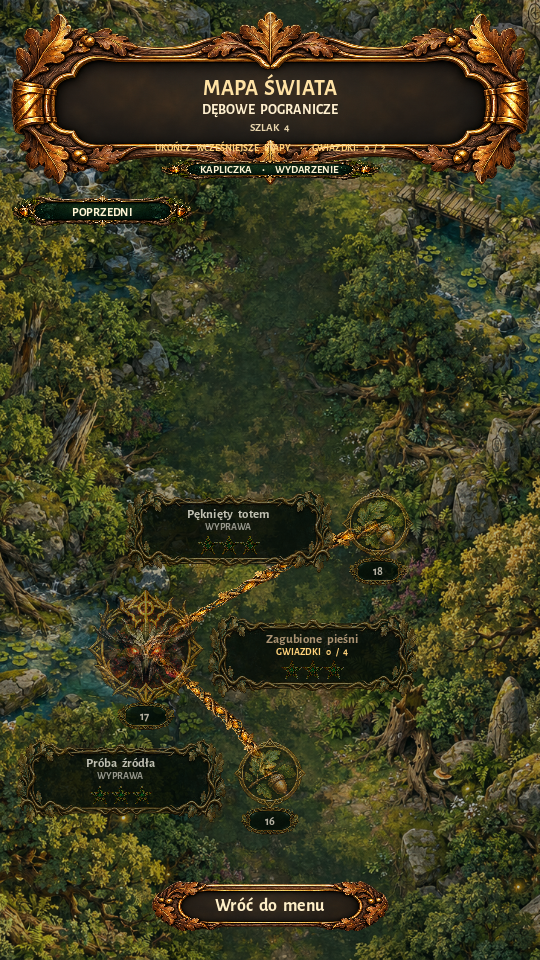 MAPA ŚWIATA
DĘBOWE POGRANICZE
SZLAK 4
UKOŃCZ WCZEŚNIEJSZE MAPY · GWIAZDKI 0 / 2
KAPLICZKA · WYDARZENIE
POPRZEDNI
Pęknięty totem
WYPRAWA
18
Zagubione pieśni
GWIAZDKI 0 / 4
17
Próba źródła
WYPRAWA
16
Wróć do menu